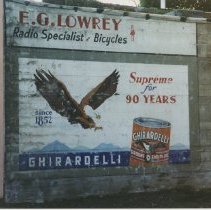 E.G. LOWREY
Radio Specialist - Bicycles
Supreme
for
90 YEARS
since
1852
GHIRARDELLI
GHIRARDELLI